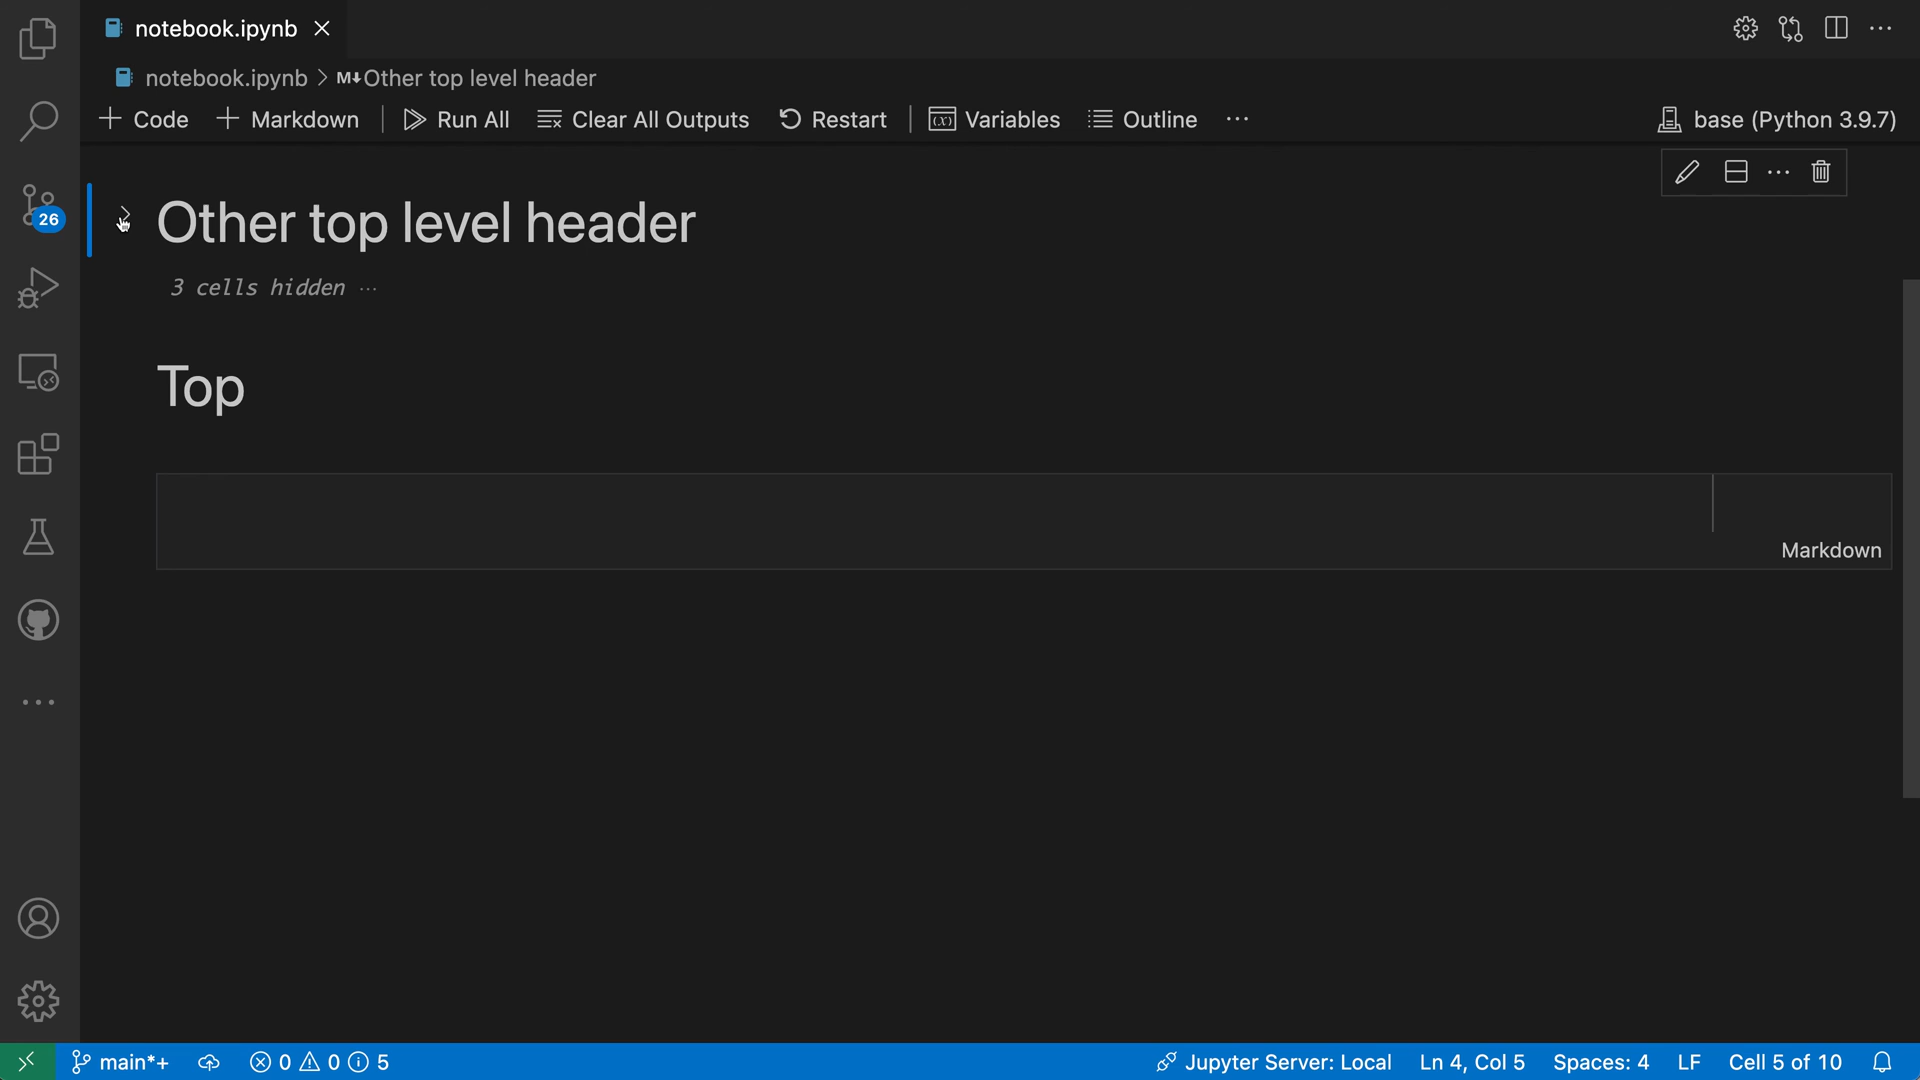 notebook.ipynb
notebook.ipynb > M↓Other top level header
+ Code + Markdown Run All Clear All Outputs Restart Variables Outline ... base (Python 3.9.7)
26
Other top level header
3 cells hidden ...
Top
Markdown
main*+ 0 0 5 Jupyter Server: Local Ln 4, Col 5 Spaces: 4 LF Cell 5 of 10